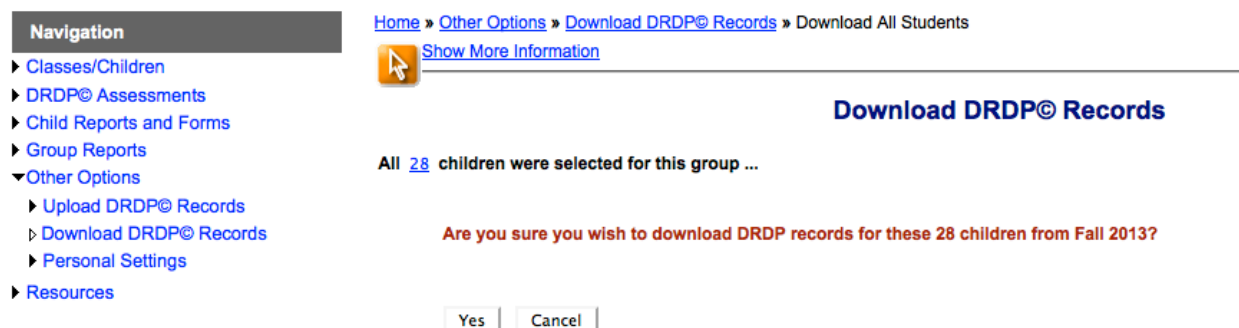 Navigation
Classes/Children
DRDP© Assessments
Child Reports and Forms
Group Reports
Other Options
Upload DRDP© Records
Download DRDP© Records
Personal Settings
Resources
Home » Other Options » Download DRDP© Records » Download All Students
Show More Information
Download DRDP© Records
All 28 children were selected for this group ...
Are you sure you wish to download DRDP records for these 28 children from Fall 2013?
Yes Cancel